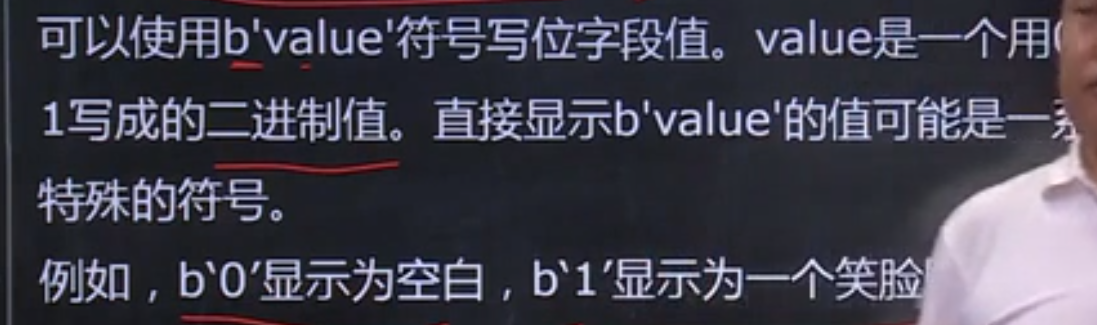 可以使用b'value'符号写位字段值。value是一个用
1写成的二进制值。直接显示b'value'的值可能是一
特殊的符号。
例如，b‘0’显示为空白，b‘1’显示为一个笑脸